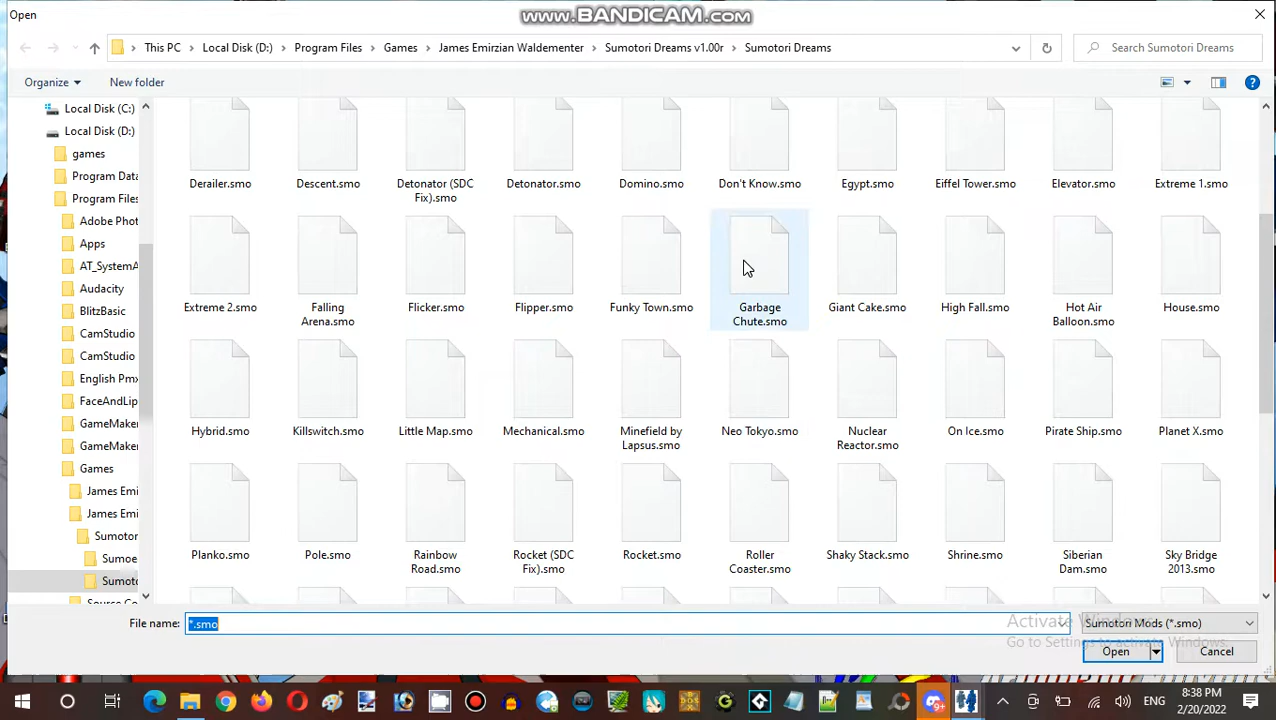 Open
www.BANDICAM.com
This PC › Local Disk (D:) › Program Files › Games › James Emirzian Waldementer › Sumotori Dreams v1.00r › Sumotori Dreams
Search Sumotori Dreams
Organize
New folder
Local Disk (C:)
Local Disk (D:)
games
Program Data
Program Files
Adobe Phot
Apps
AT_SystemA
Audacity
BlitzBasic
CamStudio
CamStudio
English Pmx
FaceAndLip
GameMaker
GameMaker
Games
James Emi
James Emi
Sumotor
Sumoe
Sumoto
Source Co
Derailer.smo
Descent.smo
Detonator (SDC
Fix).smo
Detonator.smo
Domino.smo
Don't Know.smo
Egypt.smo
Eiffel Tower.smo
Elevator.smo
Extreme 1.smo
Extreme 2.smo
Falling
Arena.smo
Flicker.smo
Flipper.smo
Funky Town.smo
Garbage
Chute.smo
Giant Cake.smo
High Fall.smo
Hot Air
Balloon.smo
House.smo
Hybrid.smo
Killswitch.smo
Little Map.smo
Mechanical.smo
Minefield by
Lapsus.smo
Neo Tokyo.smo
Nuclear
Reactor.smo
On Ice.smo
Pirate Ship.smo
Planet X.smo
Planko.smo
Pole.smo
Rainbow
Road.smo
Rocket (SDC
Fix).smo
Rocket.smo
Roller
Coaster.smo
Shaky Stack.smo
Shrine.smo
Siberian
Dam.smo
Sky Bridge
2013.smo
File name:
*.smo
Sumotori Mods (*.smo)
Activate Windows
Go to Settings to activate Windows.
Open
Cancel
ENG
8:38 PM
2/20/2022